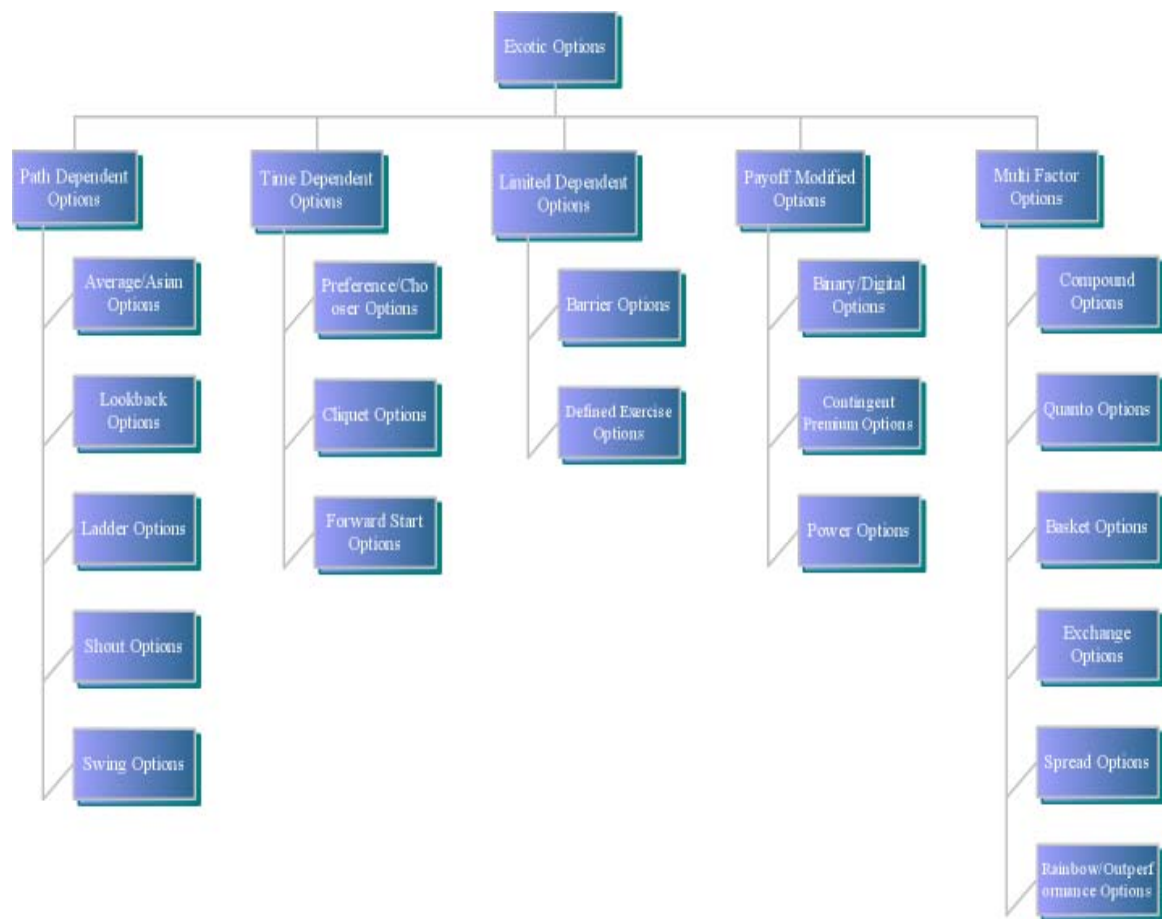 Exotic Options
Path Dependent
Options
Time Dependent
Options
Limited Dependent
Options
Payoff Modified
Options
Multi Factor
Options
Average/Asian
Options
Lookback
Options
Ladder Options
Shout Options
Swing Options
Preference/Cho
oser Options
Cliquet Options
Forward Start
Options
Barrier Options
Defined Exercise
Options
Binary/Digital
Options
Contingent
Premium Options
Power Options
Compound
Options
Quanto Options
Basket Options
Exchange
Options
Spread Options
Rainbow/Outperf
ormance Options